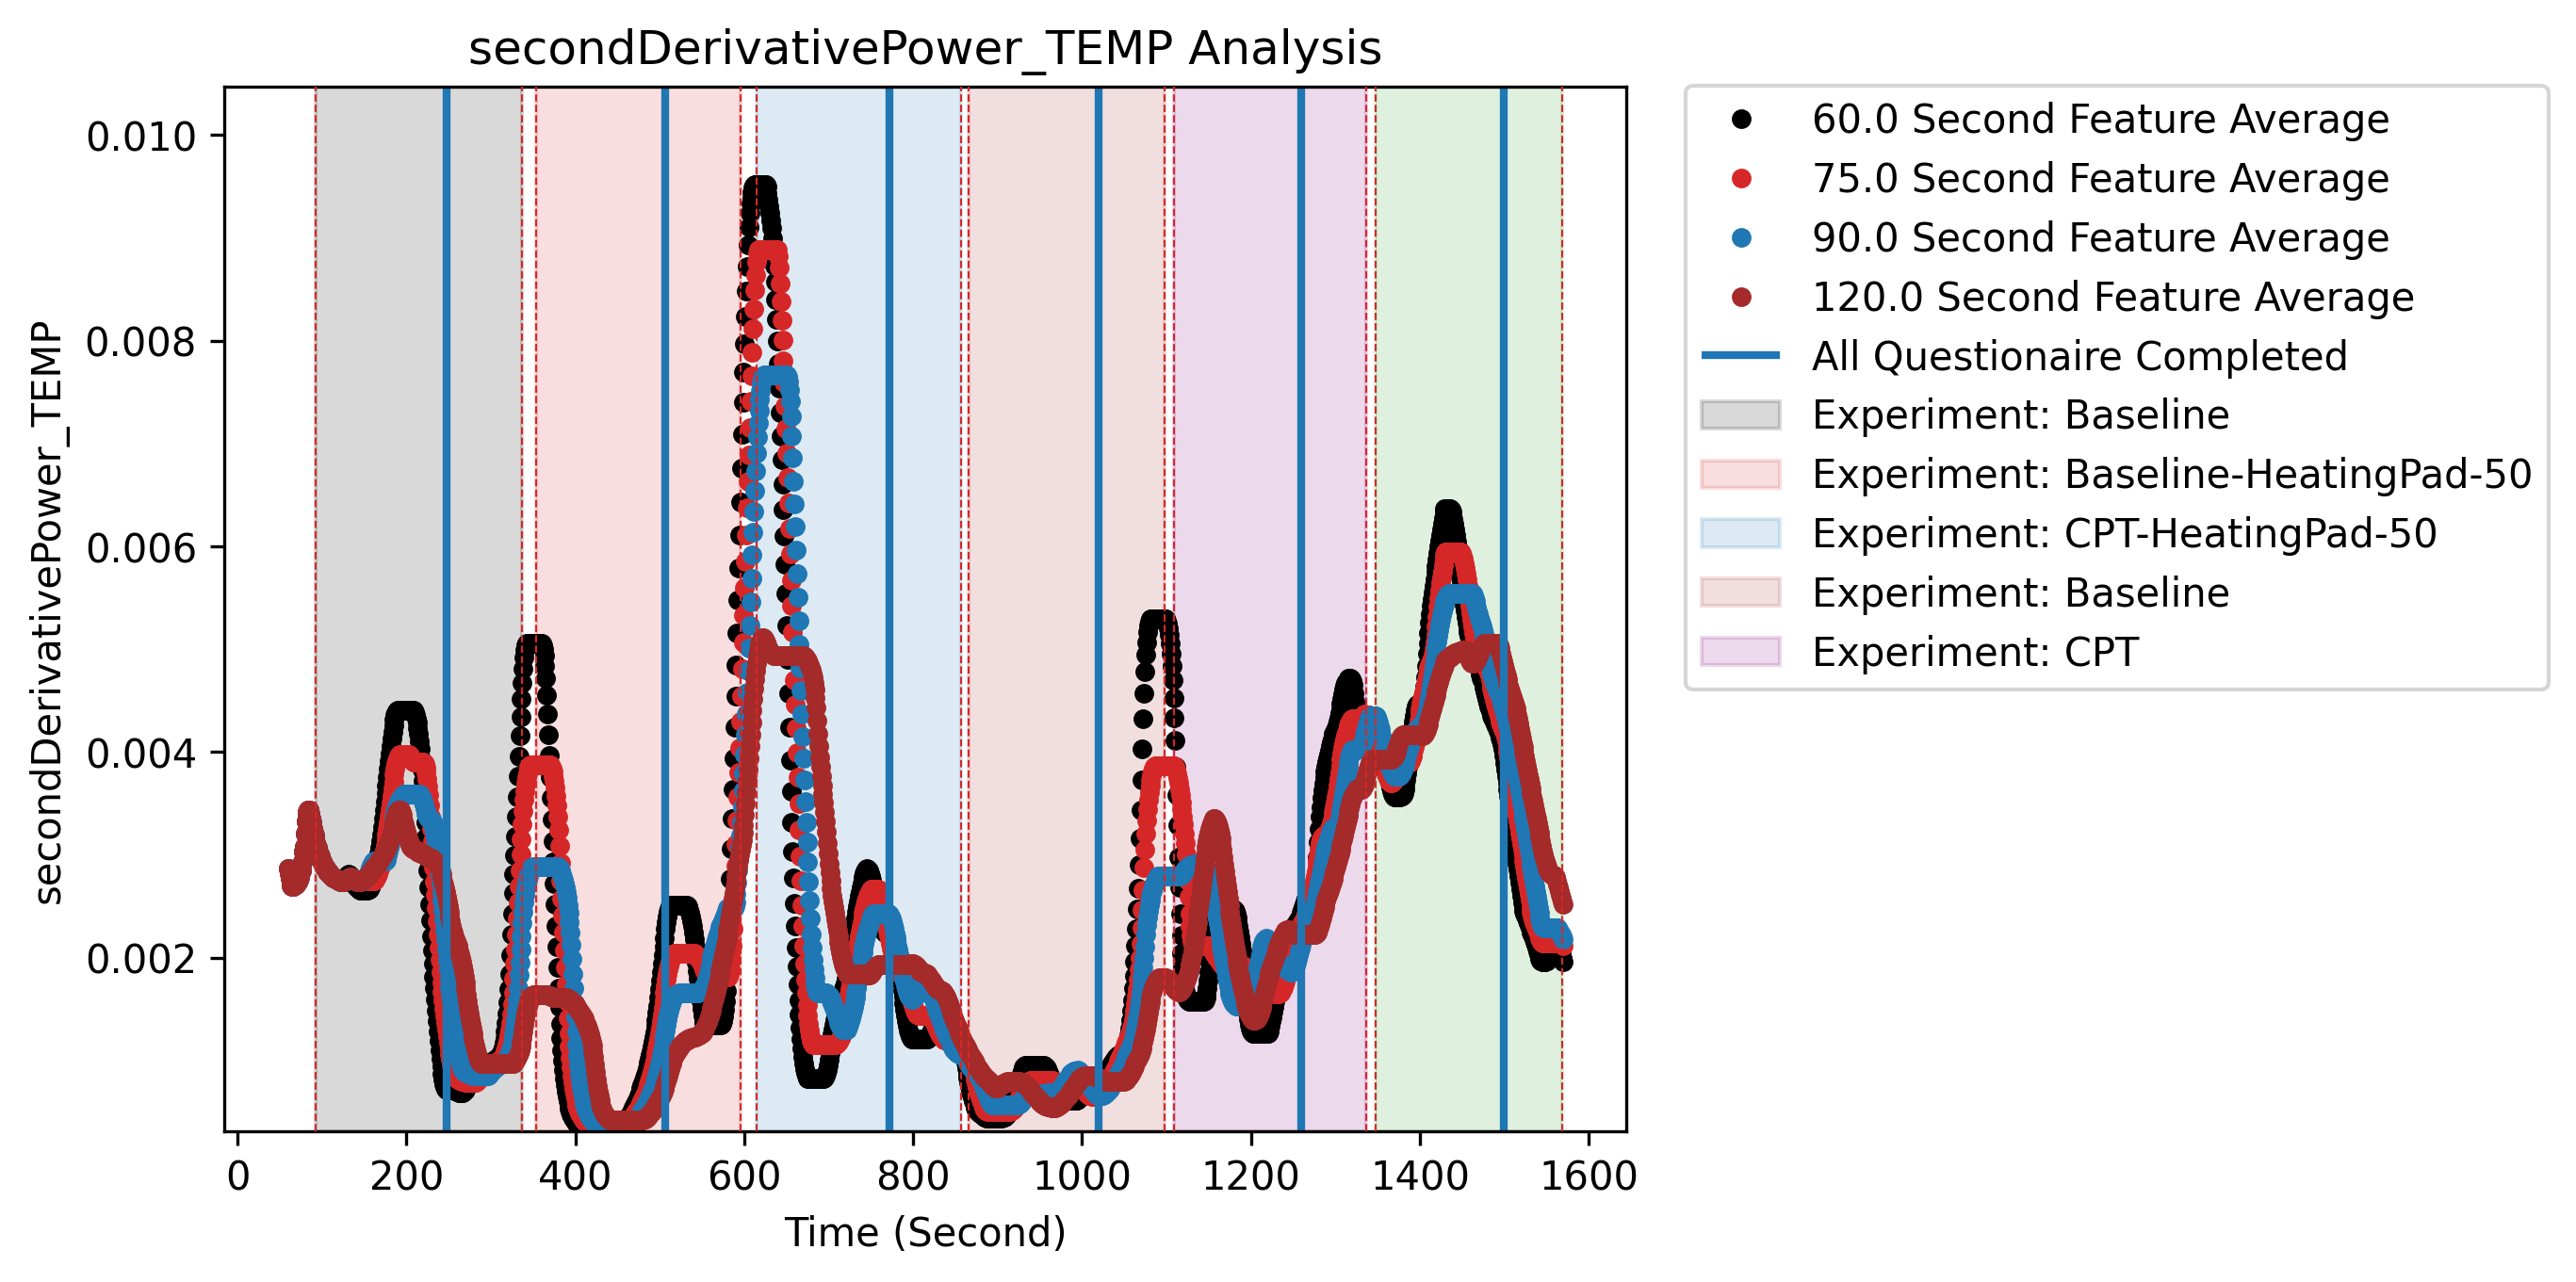 secondDerivativePower_TEMP Analysis
secondDerivativePower_TEMP
0.010
0.008
0.006
0.004
0.002
0 200 400 600 800 1000 1200 1400 1600
Time (Second)
60.0 Second Feature Average
75.0 Second Feature Average
90.0 Second Feature Average
120.0 Second Feature Average
All Questionaire Completed
Experiment: Baseline
Experiment: Baseline-HeatingPad-50
Experiment: CPT-HeatingPad-50
Experiment: Baseline
Experiment: CPT